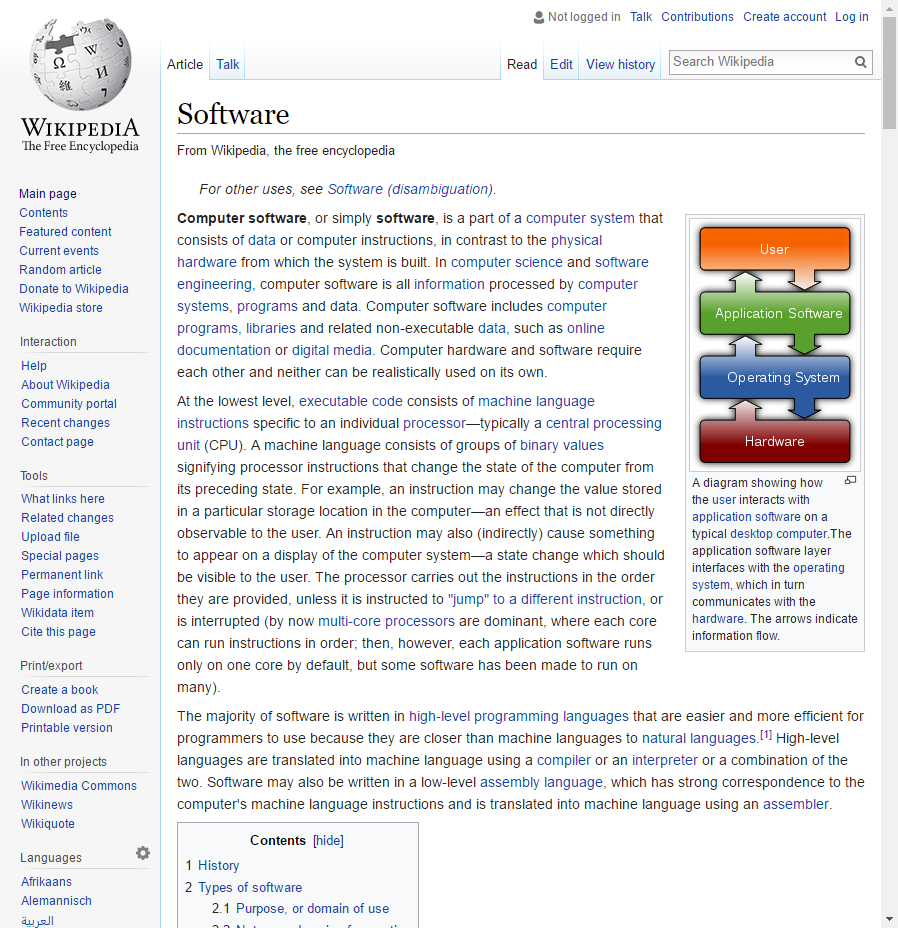 Not logged in Talk Contributions Create account Log in
Article Talk Read Edit View history Search Wikipedia
WIKIPEDIA
The Free Encyclopedia
Main page
Contents
Featured content
Current events
Random article
Donate to Wikipedia
Wikipedia store
Interaction
Help
About Wikipedia
Community portal
Recent changes
Contact page
Tools
What links here
Related changes
Upload file
Special pages
Permanent link
Page information
Wikidata item
Cite this page
Print/export
Create a book
Download as PDF
Printable version
In other projects
Wikimedia Commons
Wikinews
Wikiquote
Languages
Afrikaans
Alemannisch
العربية
Software
From Wikipedia, the free encyclopedia
For other uses, see Software (disambiguation).
Computer software, or simply software, is a part of a computer system that
consists of data or computer instructions, in contrast to the physical
hardware from which the system is built. In computer science and software
engineering, computer software is all information processed by computer
systems, programs and data. Computer software includes computer
programs, libraries and related non-executable data, such as online
documentation or digital media. Computer hardware and software require
each other and neither can be realistically used on its own.
At the lowest level, executable code consists of machine language
instructions specific to an individual processor—typically a central processing
unit (CPU). A machine language consists of groups of binary values
signifying processor instructions that change the state of the computer from
its preceding state. For example, an instruction may change the value stored
in a particular storage location in the computer—an effect that is not directly
observable to the user. An instruction may also (indirectly) cause something
to appear on a display of the computer system—a state change which should
be visible to the user. The processor carries out the instructions in the order
they are provided, unless it is instructed to "jump" to a different instruction, or
is interrupted (by now multi-core processors are dominant, where each core
can run instructions in order; then, however, each application software runs
only on one core by default, but some software has been made to run on
many).
User
Application Software
Operating System
Hardware
A diagram showing how
the user interacts with
application software on a
typical desktop computer.The
application software layer
interfaces with the operating
system, which in turn
communicates with the
hardware. The arrows indicate
information flow.
The majority of software is written in high-level programming languages that are easier and more efficient for
programmers to use because they are closer than machine languages to natural languages.[1] High-level
languages are translated into machine language using a compiler or an interpreter or a combination of the
two. Software may also be written in a low-level assembly language, which has strong correspondence to the
computer's machine language instructions and is translated into machine language using an assembler.
Contents [hide]
1 History
2 Types of software
2.1 Purpose, or domain of use